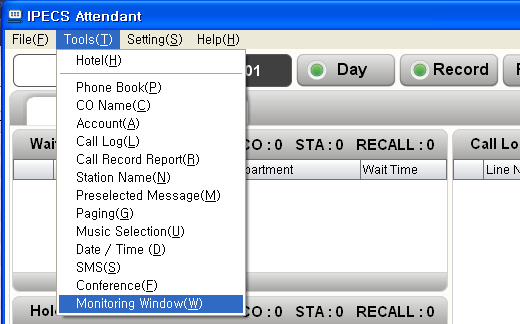 IPECS Attendant
File(F) Tools(T) Setting(S) Help(H)
Hotel(H)
01 Day Record
Phone Book(P)
CO Name(C)
Account(A)
Call Log(L)
Call Record Report(R)
Station Name(N)
Preselected Message(M)
Paging(G)
Music Selection(U)
Date / Time (D)
SMS(S)
Conference(F)
Monitoring Window(W)
Wai CO : 0 STA : 0 RECALL : 0 Call Lo
partment Wait Time Line N
Hol CO : 0 STA : 0 RECALL : 0